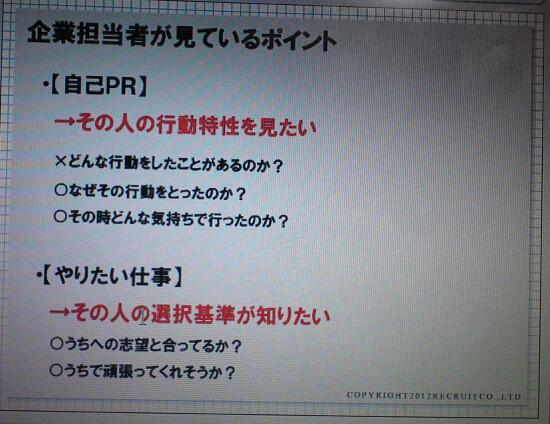 企業担当者が見ているポイント
・【自己PR】
→その人の行動特性を見たい
×どんな行動をしたことがあるのか？
○なぜその行動をとったのか？
○その時どんな気持ちで行ったのか？
・【やりたい仕事】
→その人の選択基準が知りたい
○うちへの志望と合ってるか？
○うちで頑張ってくれそうか？
COPYRIGHT2012RECRUITCO.,LTD